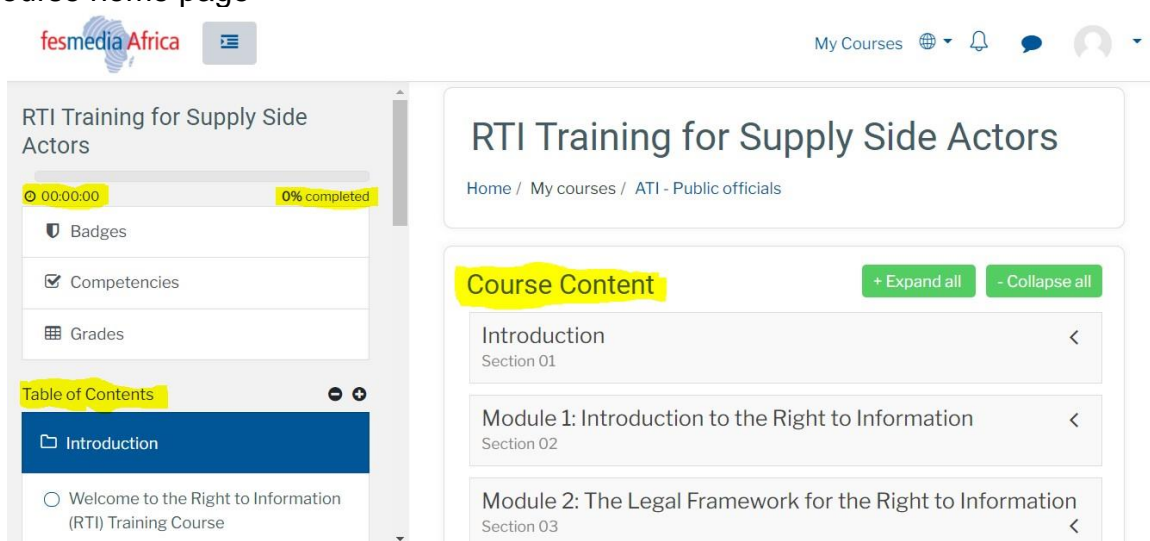 ourse home page
fesmedia Africa
My Courses
RTI Training for Supply Side
Actors
00:00:00 0% completed
Badges
Competencies
Grades
Table of Contents
Introduction
Welcome to the Right to Information
(RTI) Training Course
RTI Training for Supply Side Actors
Home / My courses / ATI - Public officials
Course Content
+ Expand all - Collapse all
Introduction
Section 01
Module 1: Introduction to the Right to Information
Section 02
Module 2: The Legal Framework for the Right to Information
Section 03